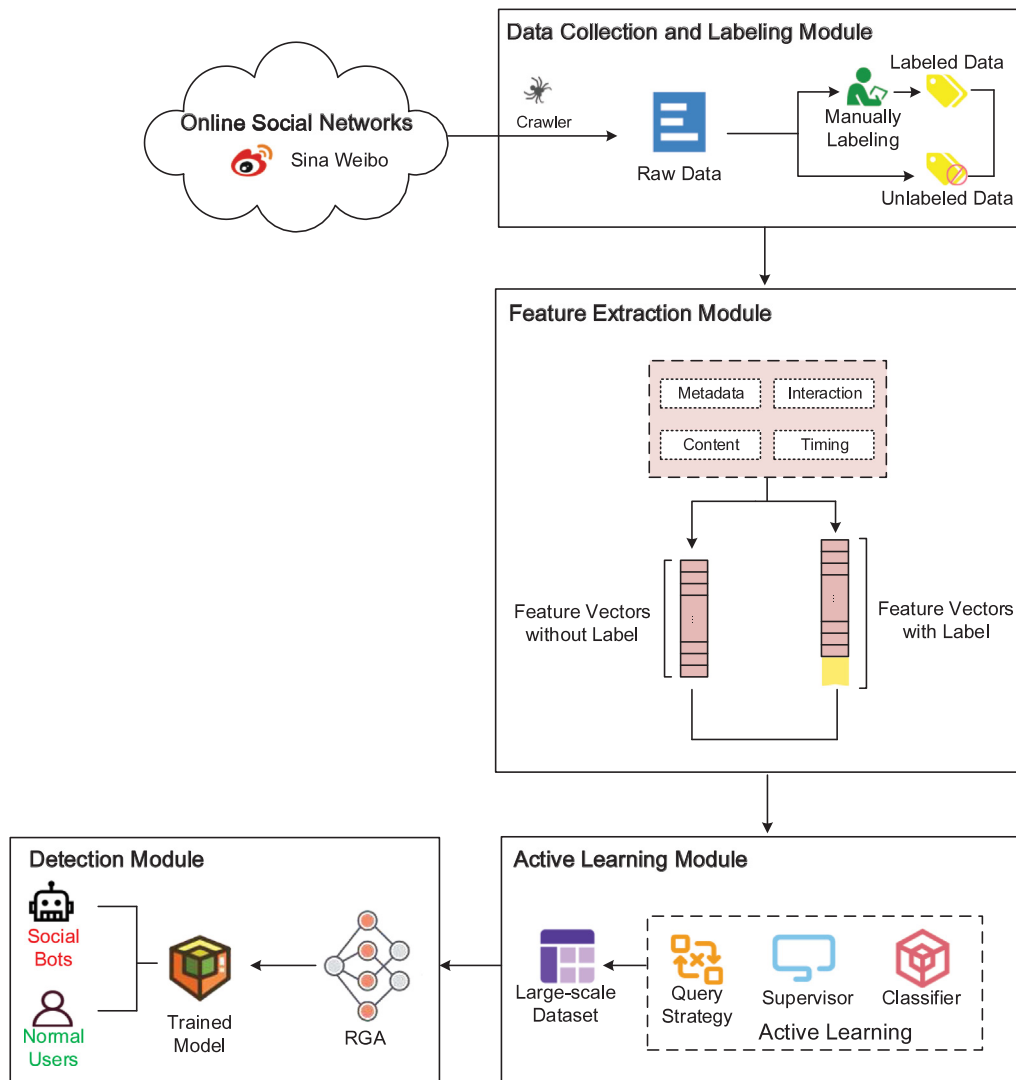 Data Collection and Labeling Module
Online Social Networks
Sina Weibo
Crawler
Raw Data
Manually
Labeling
Labeled Data
Unlabeled Data
Feature Extraction Module
Metadata
Interaction
Content
Timing
Feature Vectors
without Label
Feature Vectors
with Label
Detection Module
Social
Bots
Normal
Users
Trained
Model
RGA
Active Learning Module
Large-scale
Dataset
Query
Strategy
Supervisor
Classifier
Active Learning